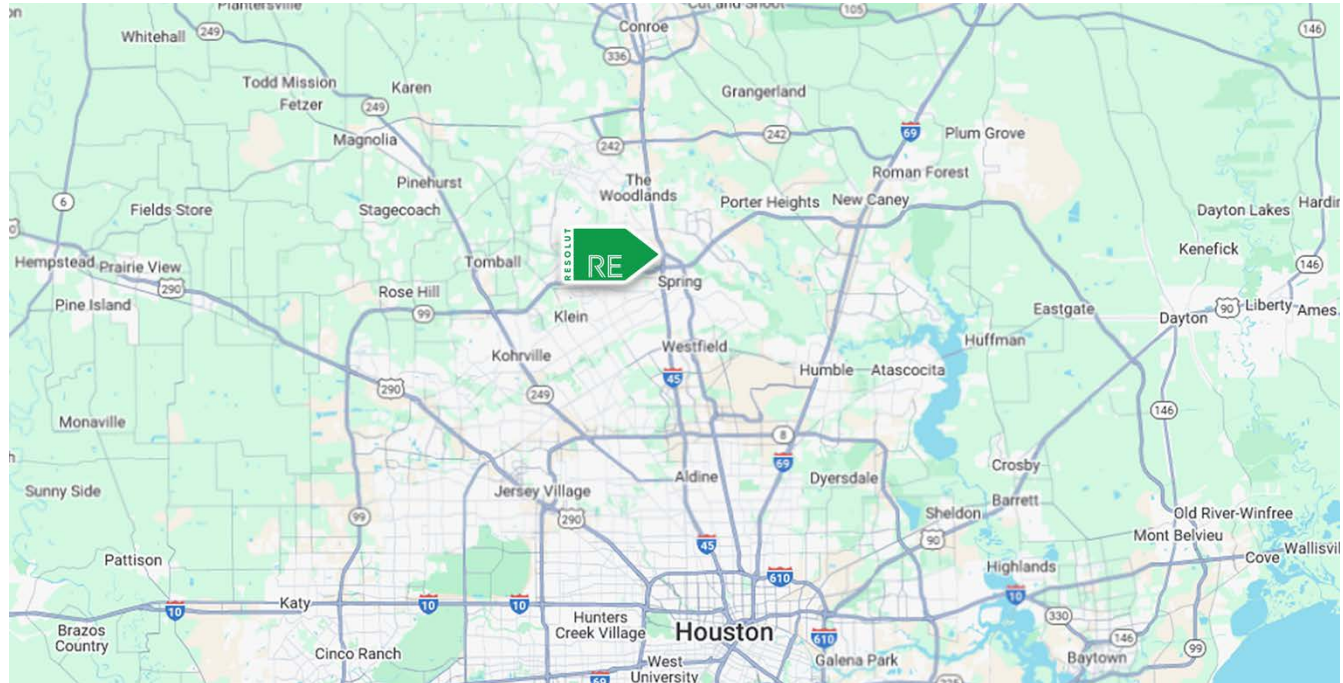 Plantersville
Cut and Shoot
105
146
Whitehall
249
Conroe
336
Todd Mission
Karen
Fetzer
249
Grangerland
Magnolia
242
242
69
Plum Grove
Roman Forest
Pinehurst
The
Woodlands
6
Fields Store
Stagecoach
Porter Heights
New Caney
Dayton Lakes
RESOLUT
RE
Kenefick
Hempstead
Prairie View
Tomball
146
290
Spring
Pine Island
Rose Hill
99
Klein
Eastgate
90
Liberty
Ames
Dayton
Kohrville
Westfield
Huffman
45
Humble
Atascocita
290
249
146
Monaville
8
69
Aldine
Dyersdale
Crosby
Sunny Side
Jersey Village
Barrett
99
290
Sheldon
Old River-Winfree
90
Mont Belvieu
45
Cove
Pattison
Highlands
610
10
Katy
10
10
10
Hunters
Creek Village
Houston
330
Brazos
Country
610
146
Cinco Ranch
West
University
Galena Park
Baytown
99
69